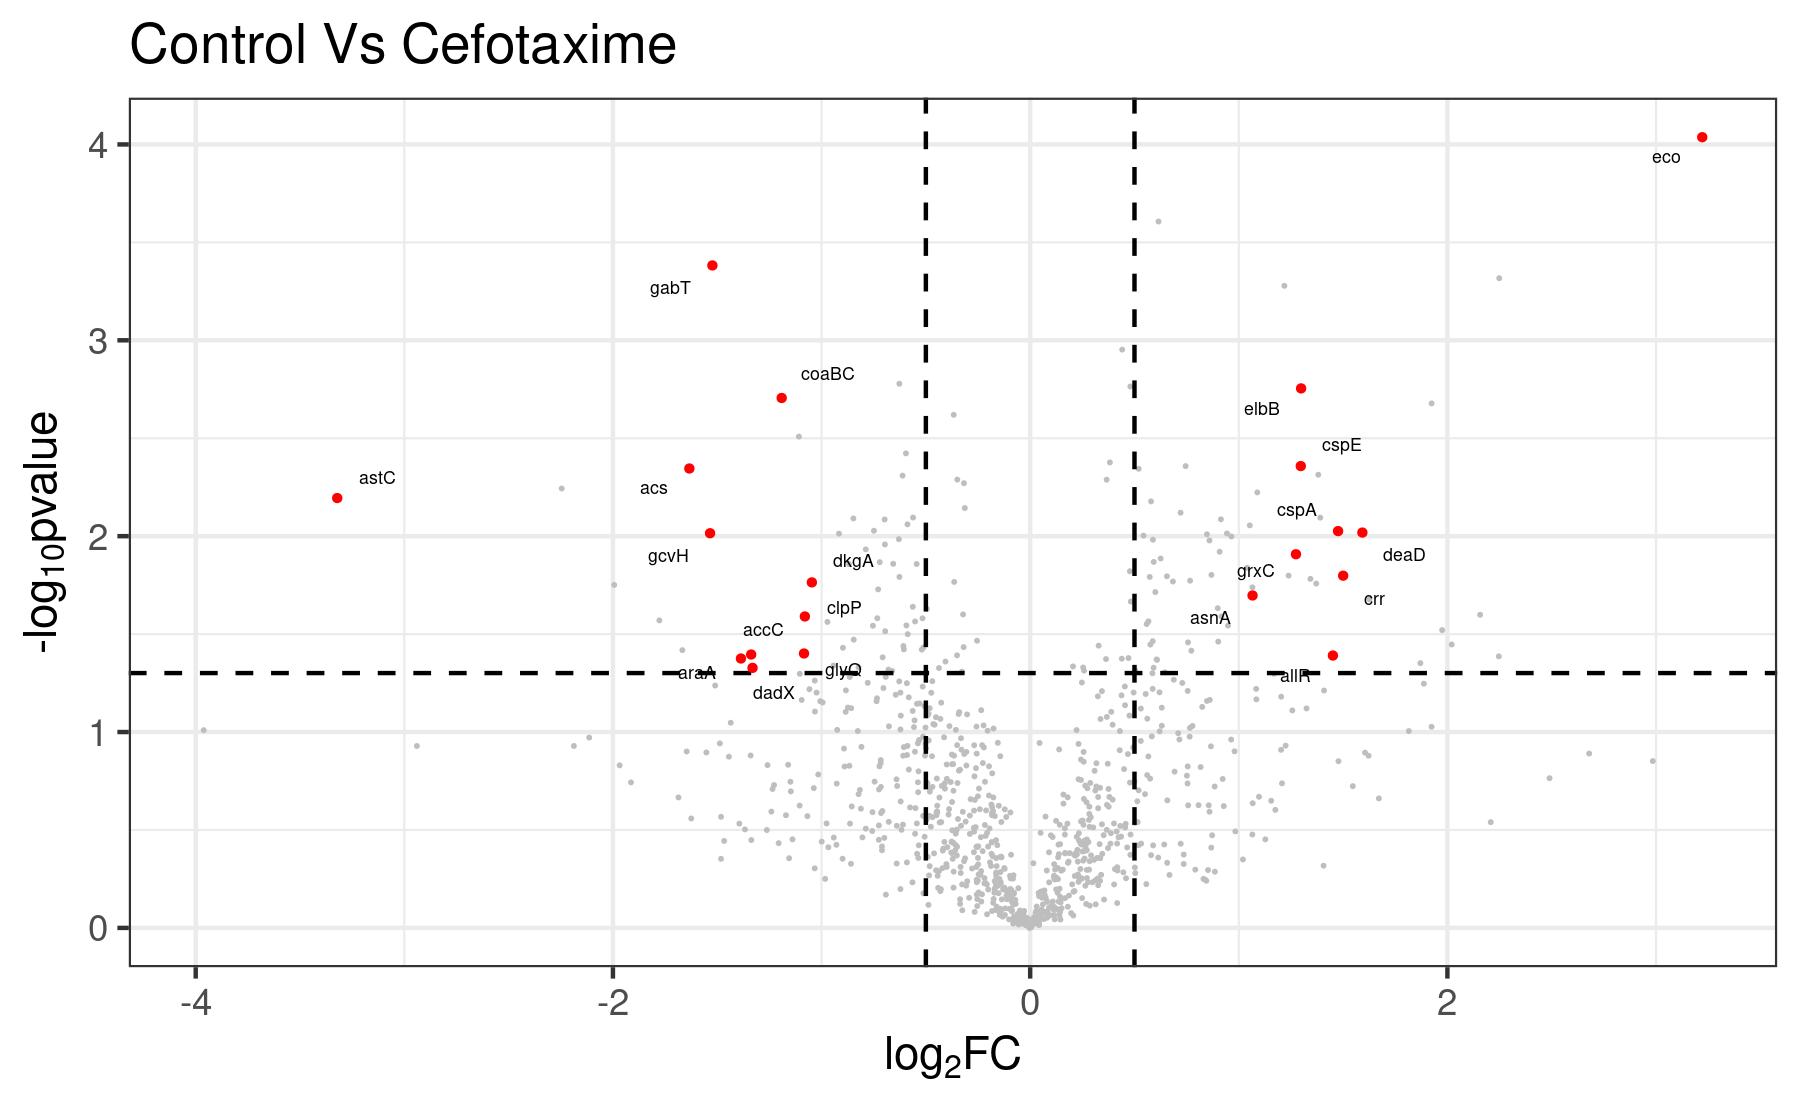 Control Vs Cefotaxime
4
3
2
1
0
-log10pvalue
eco
gabT
coaBC
elbB
cspE
astC
acs
cspA
gcvH
dkgA
deaD
grxC
crr
clpP
asnA
accC
araA
glyQ
allR
dadX
-4
-2
0
2
log2FC